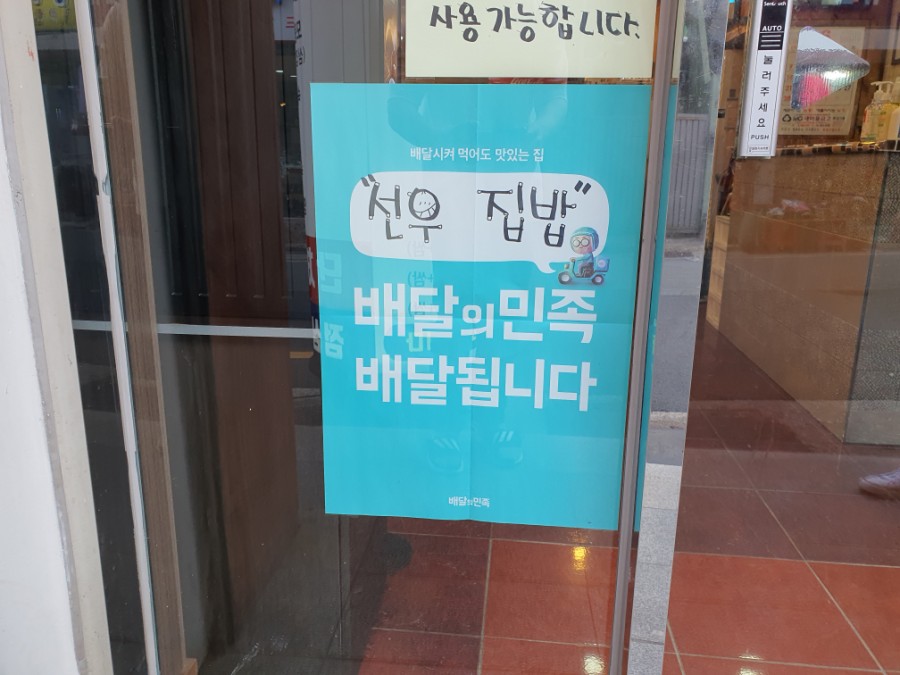 사용가능합니다.
배달시켜 먹어도 맛있는 집
"선우 집밥"
배달의민족
배달됩니다
배달의민족
AUTO
눌러주세요
PUSH